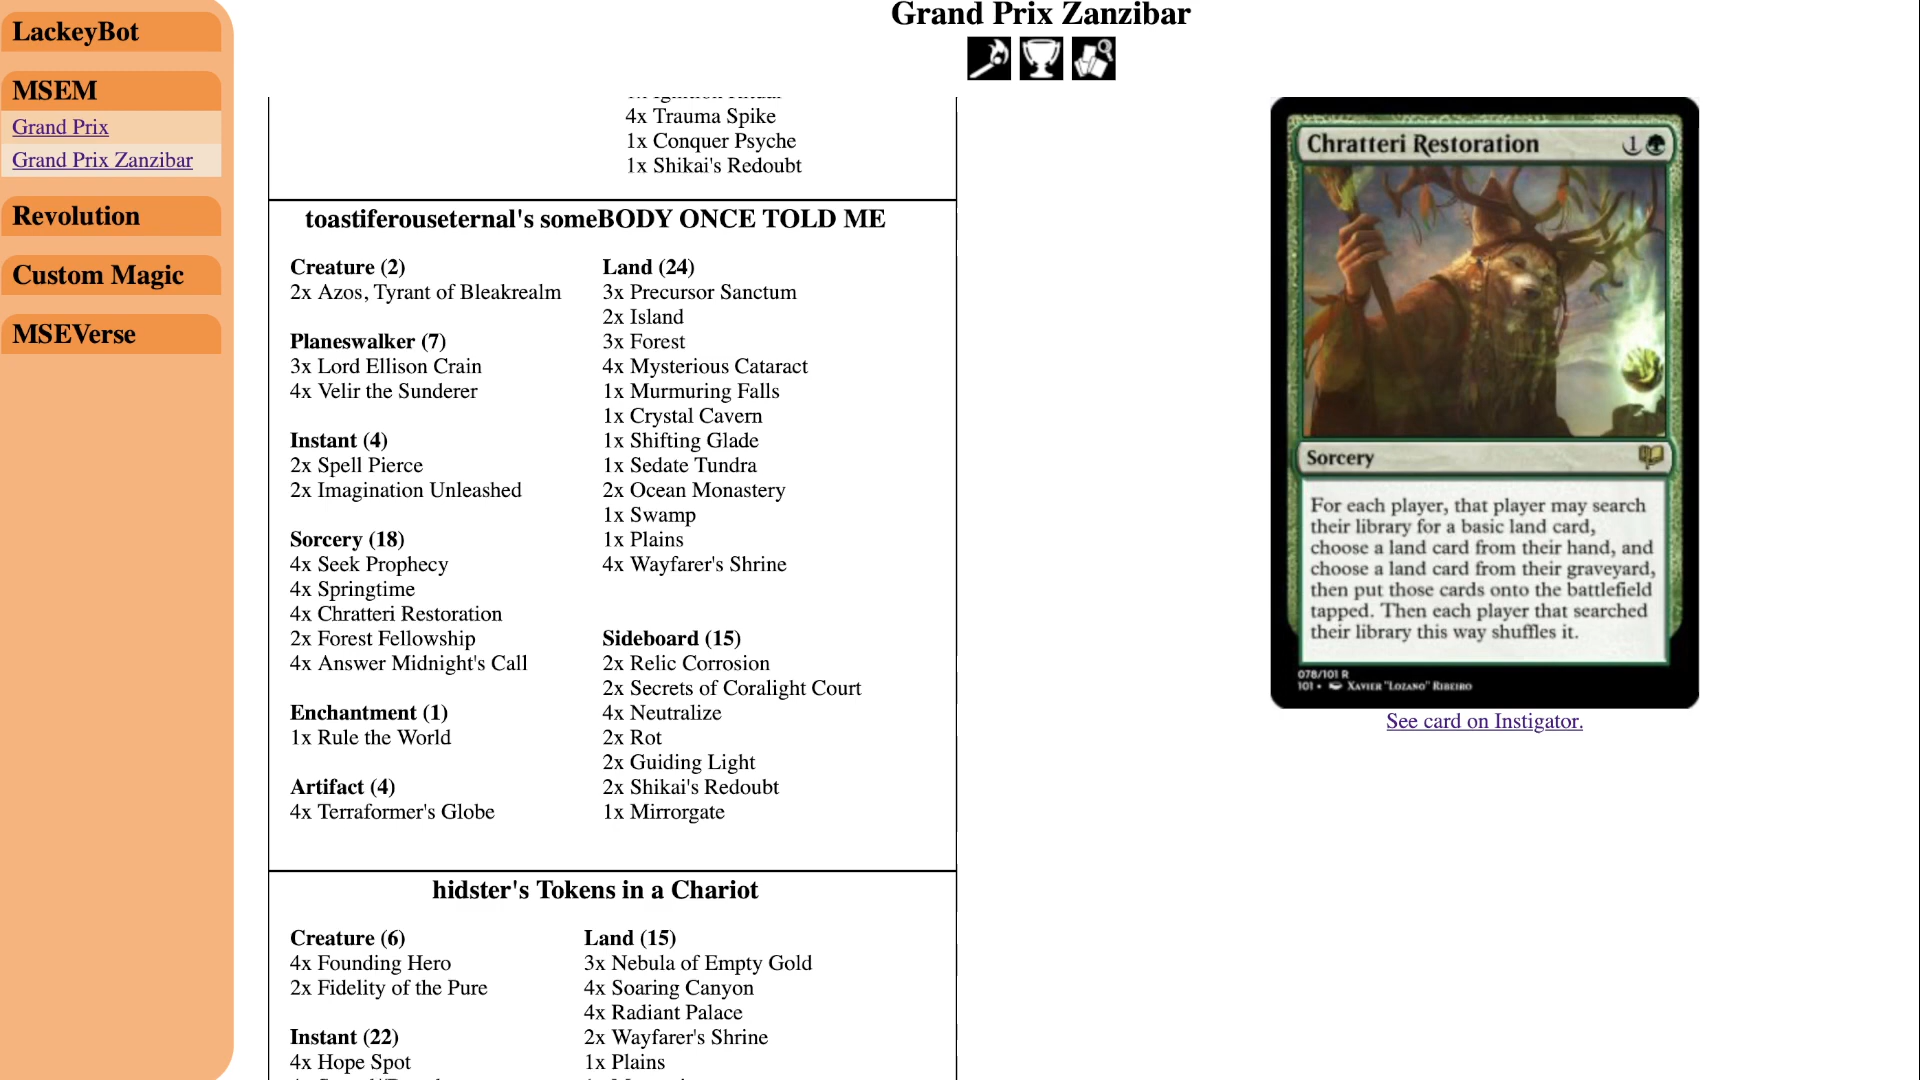 LackeyBot
MSEM
Grand Prix
Grand Prix Zanzibar
Revolution
Custom Magic
MSEVerse
Grand Prix Zanzibar
4x Trauma Spike
1x Conquer Psyche
1x Shikai's Redoubt
toastiferouseternal's someBODY ONCE TOLD ME
Creature (2)
2x Azos, Tyrant of Bleakrealm
Planeswalker (7)
3x Lord Ellison Crain
4x Velir the Sunderer
Instant (4)
2x Spell Pierce
2x Imagination Unleashed
Sorcery (18)
4x Seek Prophecy
4x Springtime
4x Chratteri Restoration
2x Forest Fellowship
4x Answer Midnight's Call
Enchantment (1)
1x Rule the World
Artifact (4)
4x Terraformer's Globe
Land (24)
3x Precursor Sanctum
2x Island
3x Forest
4x Mysterious Cataract
1x Murmuring Falls
1x Crystal Cavern
1x Shifting Glade
1x Sedate Tundra
2x Ocean Monastery
1x Swamp
1x Plains
4x Wayfarer's Shrine
Sideboard (15)
2x Relic Corrosion
2x Secrets of Coralight Court
4x Neutralize
2x Rot
2x Guiding Light
2x Shikai's Redoubt
1x Mirrorgate
hidster's Tokens in a Chariot
Creature (6)
4x Founding Hero
2x Fidelity of the Pure
Instant (22)
4x Hope Spot
Land (15)
3x Nebula of Empty Gold
4x Soaring Canyon
4x Radiant Palace
2x Wayfarer's Shrine
1x Plains
Chratteri Restoration 1
Sorcery
For each player, that player may search
their library for a basic land card,
choose a land card from their hand, and
choose a land card from their graveyard,
then put those cards onto the battlefield
tapped. Then each player that searched
their library this way shuffles it.
078/101 R
101 • Xavier "Lozano" Ribeiro
See card on Instigator.